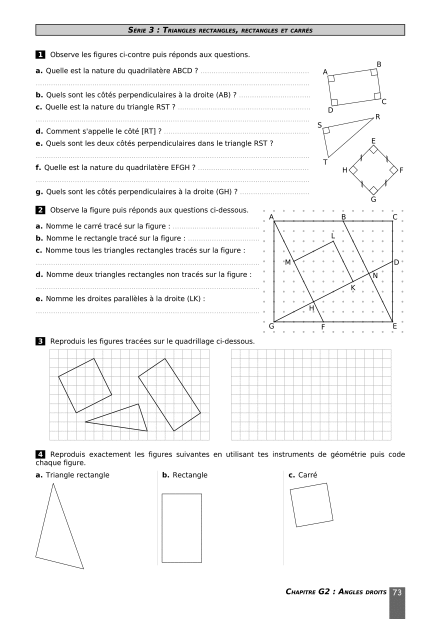 SÉRIE 3 : TRIANGLES RECTANGLES, RECTANGLES ET CARRÉS
1 Observe les figures ci-contre puis réponds aux questions.
a. Quelle est la nature du quadrilatère ABCD ?
b. Quels sont les côtés perpendiculaires à la droite (AB) ?
c. Quelle est la nature du triangle RST ?
d. Comment s'appelle le côté [RT] ?
e. Quels sont les deux côtés perpendiculaires dans le triangle RST ?
f. Quelle est la nature du quadrilatère EFGH ?
g. Quels sont les côtés perpendiculaires à la droite (GH) ?
A
B
C
D
R
S
T
E
H
F
G
2 Observe la figure puis réponds aux questions ci-dessous.
a. Nomme le carré tracé sur la figure :
b. Nomme le rectangle tracé sur la figure :
c. Nomme tous les triangles rectangles tracés sur la figure :
d. Nomme deux triangles rectangles non tracés sur la figure :
e. Nomme les droites parallèles à la droite (LK) :
A
B
C
L
M
D
N
K
H
G
F
E
3 Reproduis les figures tracées sur le quadrillage ci-dessous.
4 Reproduis exactement les figures suivantes en utilisant tes instruments de géométrie puis code
chaque figure.
a. Triangle rectangle
b. Rectangle
c. Carré
CHAPITRE G2 : ANGLES DROITS 73